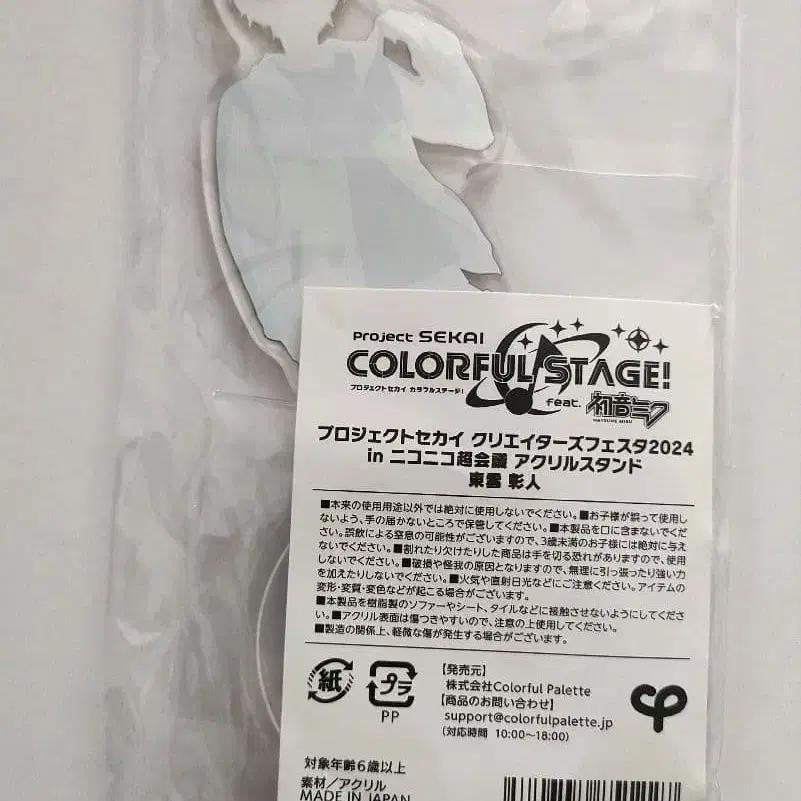 Project SEKAI
COLORFUL STAGE!
プロジェクトセカイ カラフルステージ!
feat. 初音ミク
HATSUNE MIKU
プロジェクトセカイ クリエイターズフェスタ2024
in ニコニコ超会議 アクリルスタンド
東雲 彰人
■本来の使用用途以外では絶対に使用しないでください。■お子様が誤って使用し
ないよう、手の届かないところで保管してください。■本製品を口に含まないでくだ
さい。誤飲による窒息の可能性がございますので、3歳未満のお子様には絶対に与え
ないでください。■割れたり欠けたりした商品は手を切る恐れがありますので、使用
しないでください。■破損や怪我の原因となりますので、無理に引っ張ったり強い力
を加えたりしないでください。■火気や直射日光などにご注意ください。アイテムの
変形・変質・変色などが起こる場合がございます。
■本製品を樹脂製のソファーやシート、タイルなどに接触させないようにしてくださ
い。■アクリル表面は傷つきやすいので、注意の上使用してください。
■製造の関係上、軽微な傷が発生する場合がございます。
紙
プラ
PP
【発売元】
株式会社Colorful Palette
【商品のお問い合わせ】
support@colorfulpalette.jp
(対応時間 10:00~18:00)
cp
対象年齢6歳以上
素材/アクリル
MADE IN JAPAN